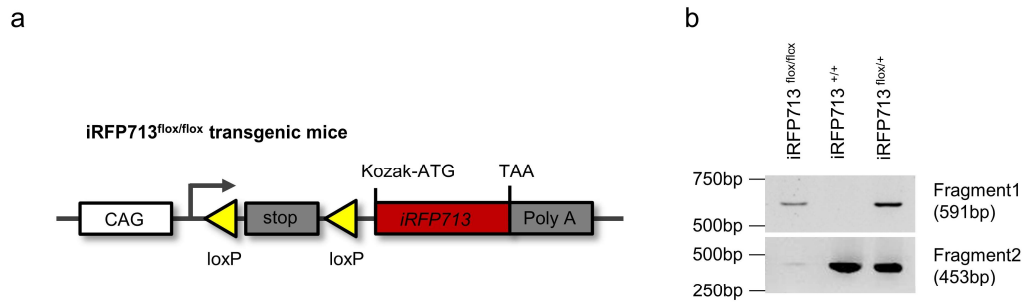 a
iRFP713flox/flox transgenic mice
Kozak-ATG TAA
CAG stop iRFP713 Poly A
loxP loxP
b
iRFP713 flox/flox
iRFP713 +/+
iRFP713 flox/+
750bp
500bp
Fragment1
(591bp)
500bp
250bp
Fragment2
(453bp)